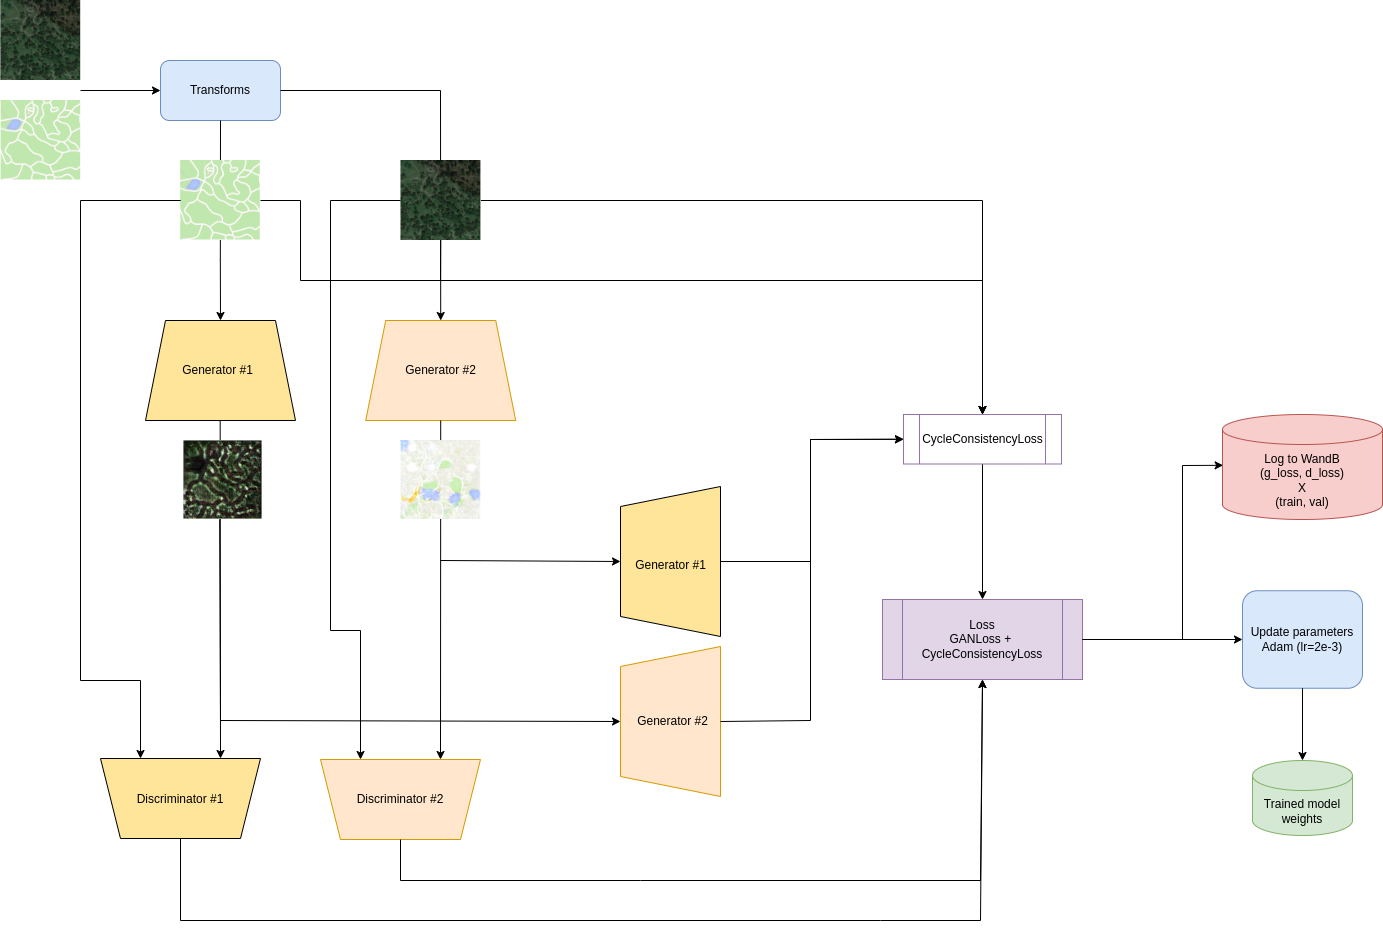 Transforms
Generator #1
Generator #2
CycleConsistencyLoss
Log to WandB
(g_loss, d_loss)
X
(train, val)
Generator #1
Loss
GANLoss +
CycleConsistencyLoss
Update parameters
Adam (lr=2e-3)
Generator #2
Discriminator #1
Discriminator #2
Trained model
weights